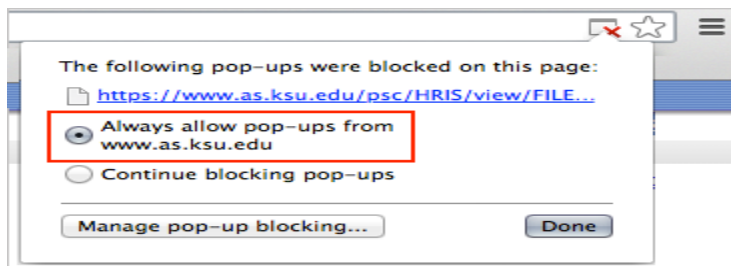 The following pop-ups were blocked on this page:
https://www.as.ksu.edu/psc/HRIS/view/FILE...
Always allow pop-ups from
www.as.ksu.edu
Continue blocking pop-ups
Manage pop-up blocking...
Done